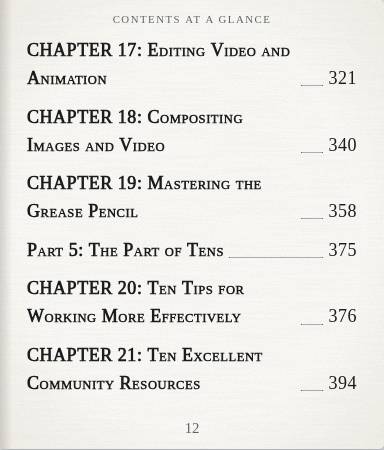 CONTENTS AT A GLANCE
CHAPTER 17: Editing Video and
Animation 321
CHAPTER 18: Compositing
Images and Video 340
CHAPTER 19: Mastering the
Grease Pencil 358
Part 5: The Part of Tens 375
CHAPTER 20: Ten Tips for
Working More Effectively 376
CHAPTER 21: Ten Excellent
Community Resources 394
12